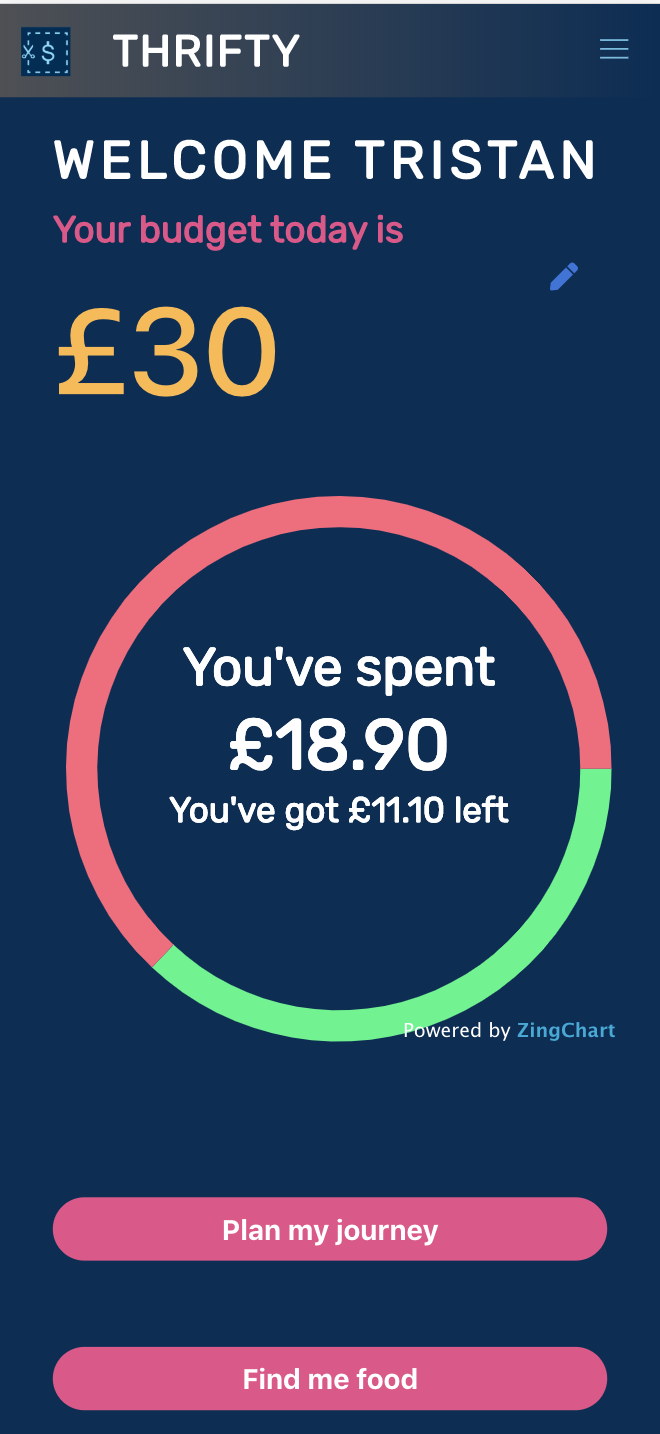 $
THRIFTY
WELCOME TRISTAN
Your budget today is
£30
You've spent
£18.90
You've got £11.10 left
Powered by ZingChart
Plan my journey
Find me food